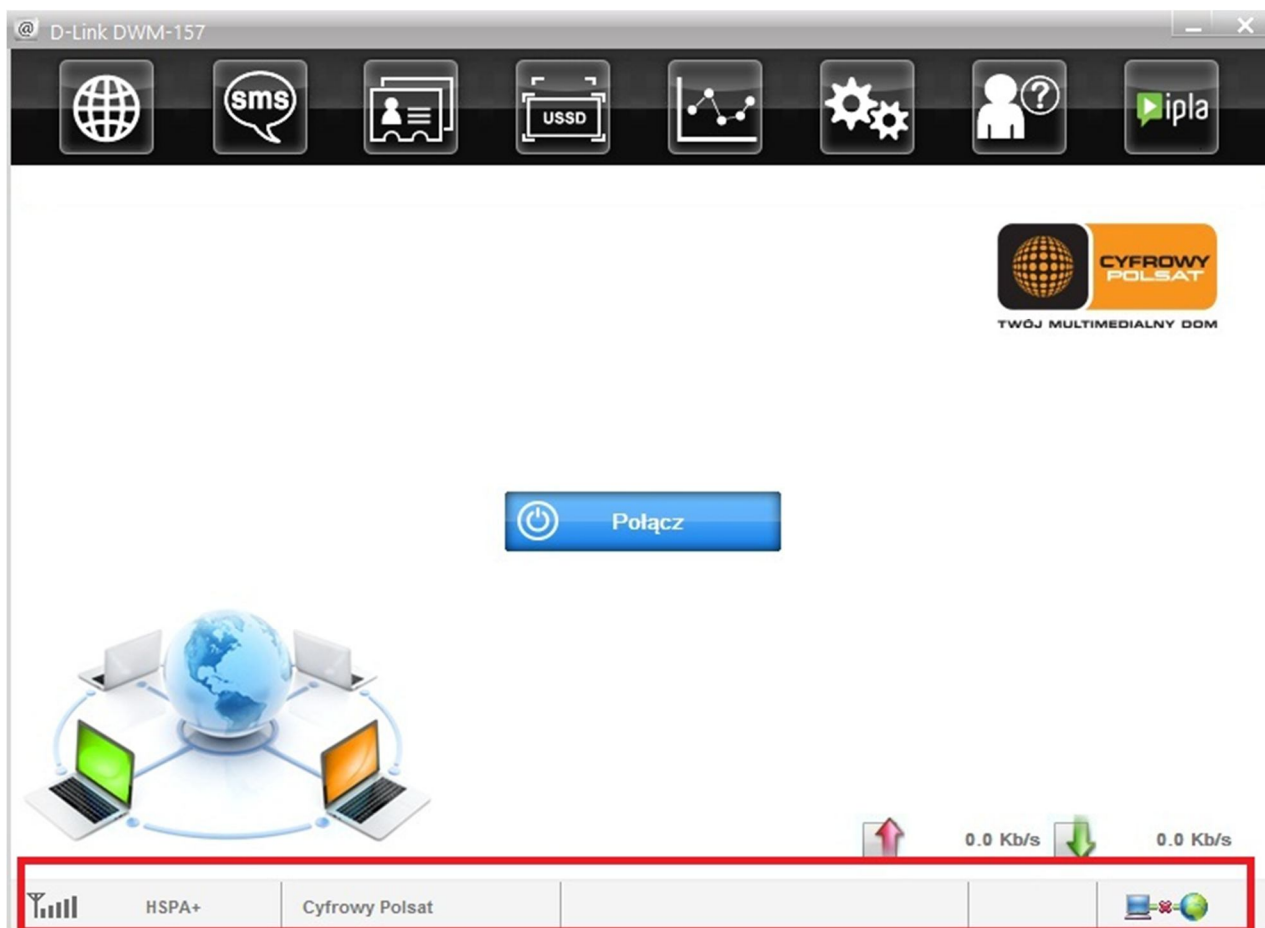 @ D-Link DWM-157
sms
USSD
?
ipla
CYFROWY
POLSAT
TWÓJ MULTIMEDIALNY DOM
Połącz
0.0 Kb/s 0.0 Kb/s
HSPA+ Cyfrowy Polsat